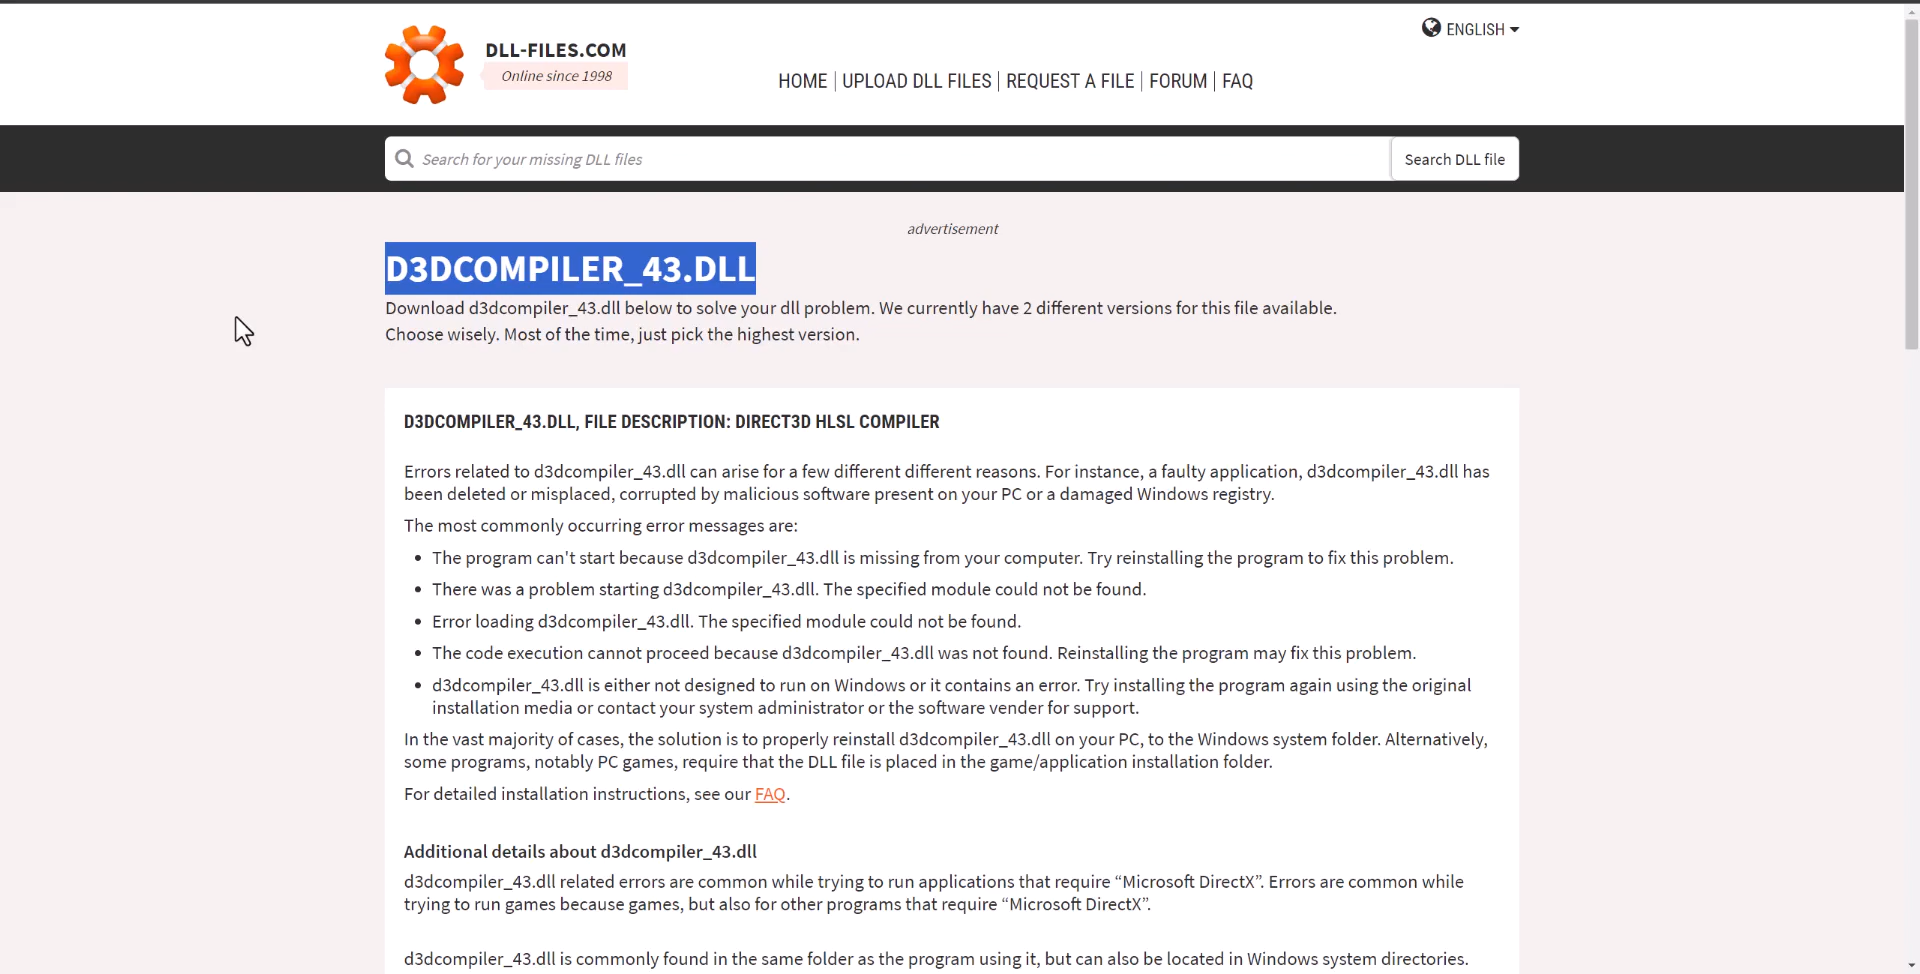 DLL-FILES.COM
Online since 1998
ENGLISH
HOME | UPLOAD DLL FILES | REQUEST A FILE | FORUM | FAQ
Search for your missing DLL files
Search DLL file
advertisement
D3DCOMPILER_43.DLL
Download d3dcompiler_43.dll below to solve your dll problem. We currently have 2 different versions for this file available.
Choose wisely. Most of the time, just pick the highest version.
D3DCOMPILER_43.DLL, FILE DESCRIPTION: DIRECT3D HLSL COMPILER
Errors related to d3dcompiler_43.dll can arise for a few different different reasons. For instance, a faulty application, d3dcompiler_43.dll has
been deleted or misplaced, corrupted by malicious software present on your PC or a damaged Windows registry.
The most commonly occurring error messages are:
• The program can't start because d3dcompiler_43.dll is missing from your computer. Try reinstalling the program to fix this problem.
• There was a problem starting d3dcompiler_43.dll. The specified module could not be found.
• Error loading d3dcompiler_43.dll. The specified module could not be found.
• The code execution cannot proceed because d3dcompiler_43.dll was not found. Reinstalling the program may fix this problem.
• d3dcompiler_43.dll is either not designed to run on Windows or it contains an error. Try installing the program again using the original
installation media or contact your system administrator or the software vender for support.
In the vast majority of cases, the solution is to properly reinstall d3dcompiler_43.dll on your PC, to the Windows system folder. Alternatively,
some programs, notably PC games, require that the DLL file is placed in the game/application installation folder.
For detailed installation instructions, see our FAQ.
Additional details about d3dcompiler_43.dll
d3dcompiler_43.dll related errors are common while trying to run applications that require “Microsoft DirectX”. Errors are common while
trying to run games because games, but also for other programs that require “Microsoft DirectX”.
d3dcompiler_43.dll is commonly found in the same folder as the program using it, but can also be located in Windows system directories.